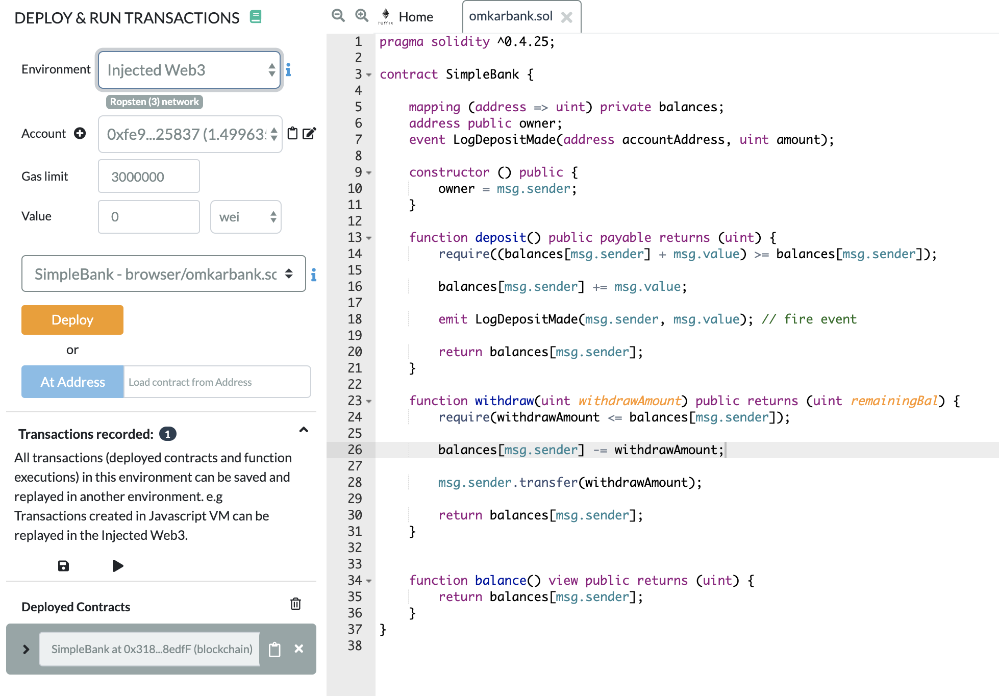 DEPLOY & RUN TRANSACTIONS
Environment
Injected Web3
Ropsten (3) network
Account
0xfe9...25837 (1.49963
Gas limit
3000000
Value
0
wei
SimpleBank - browser/omkarbank.sc
Deploy
or
At Address
Load contract from Address
Transactions recorded: 1
All transactions (deployed contracts and function
executions) in this environment can be saved and
replayed in another environment. e.g
Transactions created in Javascript VM can be
replayed in the Injected Web3.
Deployed Contracts
SimpleBank at 0x318...8edfF (blockchain)
remix
Home
omkarbank.sol
1 pragma solidity ^0.4.25;
2
3 contract SimpleBank {
4
5 mapping (address => uint) private balances;
6 address public owner;
7 event LogDepositMade(address accountAddress, uint amount);
8
9 constructor () public {
10 owner = msg.sender;
11 }
12
13 function deposit() public payable returns (uint) {
14 require((balances[msg.sender] + msg.value) >= balances[msg.sender]);
15
16 balances[msg.sender] += msg.value;
17
18 emit LogDepositMade(msg.sender, msg.value); // fire event
19
20 return balances[msg.sender];
21 }
22
23 function withdraw(uint withdrawAmount) public returns (uint remainingBal) {
24 require(withdrawAmount <= balances[msg.sender]);
25
26 balances[msg.sender] -= withdrawAmount;
27
28 msg.sender.transfer(withdrawAmount);
29
30 return balances[msg.sender];
31 }
32
33
34 function balance() view public returns (uint) {
35 return balances[msg.sender];
36 }
37 }
38